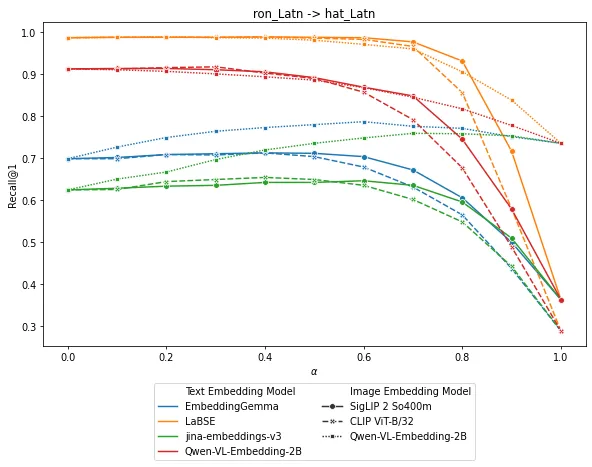 ron_Latn -> hat_Latn
Recall@1
1.0
0.9
0.8
0.7
0.6
0.5
0.4
0.3
0.0 0.2 0.4 0.6 0.8 1.0
α
Text Embedding Model
EmbeddingGemma
LaBSE
jina-embeddings-v3
Qwen-VL-Embedding-2B
Image Embedding Model
SigLIP 2 So400m
CLIP ViT-B/32
Qwen-VL-Embedding-2B